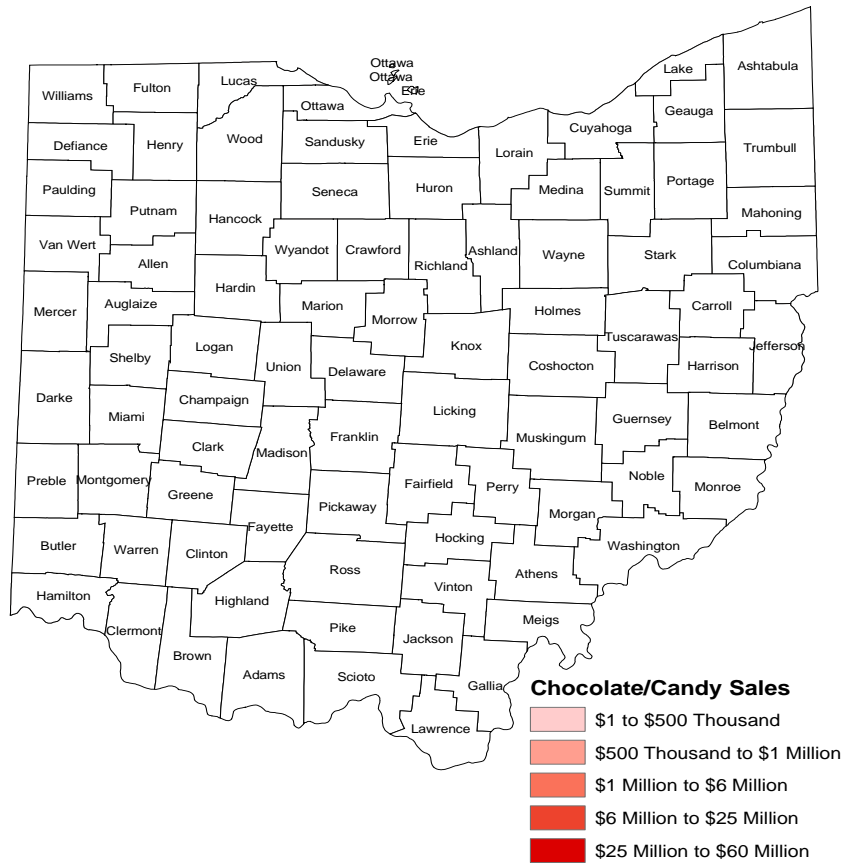 Ottawa
Ottawa
Erie
Lake
Ashtabula
Williams
Fulton
Lucas
Ottawa
Geauga
Cuyahoga
Defiance
Henry
Wood
Sandusky
Erie
Lorain
Trumbull
Paulding
Putnam
Hancock
Seneca
Huron
Medina
Summit
Portage
Mahoning
Van Wert
Allen
Wyandot
Crawford
Richland
Ashland
Wayne
Stark
Columbiana
Mercer
Auglaize
Hardin
Marion
Morrow
Holmes
Carroll
Tuscarawas
Jefferson
Shelby
Logan
Union
Delaware
Knox
Coshocton
Harrison
Darke
Miami
Champaign
Licking
Guernsey
Belmont
Clark
Madison
Franklin
Muskingum
Preble
Montgomery
Greene
Pickaway
Fairfield
Perry
Noble
Monroe
Fayette
Morgan
Butler
Warren
Clinton
Ross
Hocking
Athens
Washington
Hamilton
Highland
Vinton
Clermont
Pike
Jackson
Meigs
Brown
Adams
Scioto
Gallia
Lawrence
Chocolate/Candy Sales
$1 to $500 Thousand
$500 Thousand to $1 Million
$1 Million to $6 Million
$6 Million to $25 Million
$25 Million to $60 Million